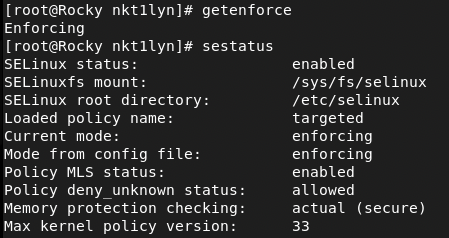 [root@Rocky nkt1lyn]# getenforce
Enforcing
[root@Rocky nkt1lyn]# sestatus
SELinux status:                 enabled
SELinuxfs mount:                /sys/fs/selinux
SELinux root directory:         /etc/selinux
Loaded policy name:             targeted
Current mode:                   enforcing
Mode from config file:          enforcing
Policy MLS status:              enabled
Policy deny_unknown status:     allowed
Memory protection checking:     actual (secure)
Max kernel policy version:      33